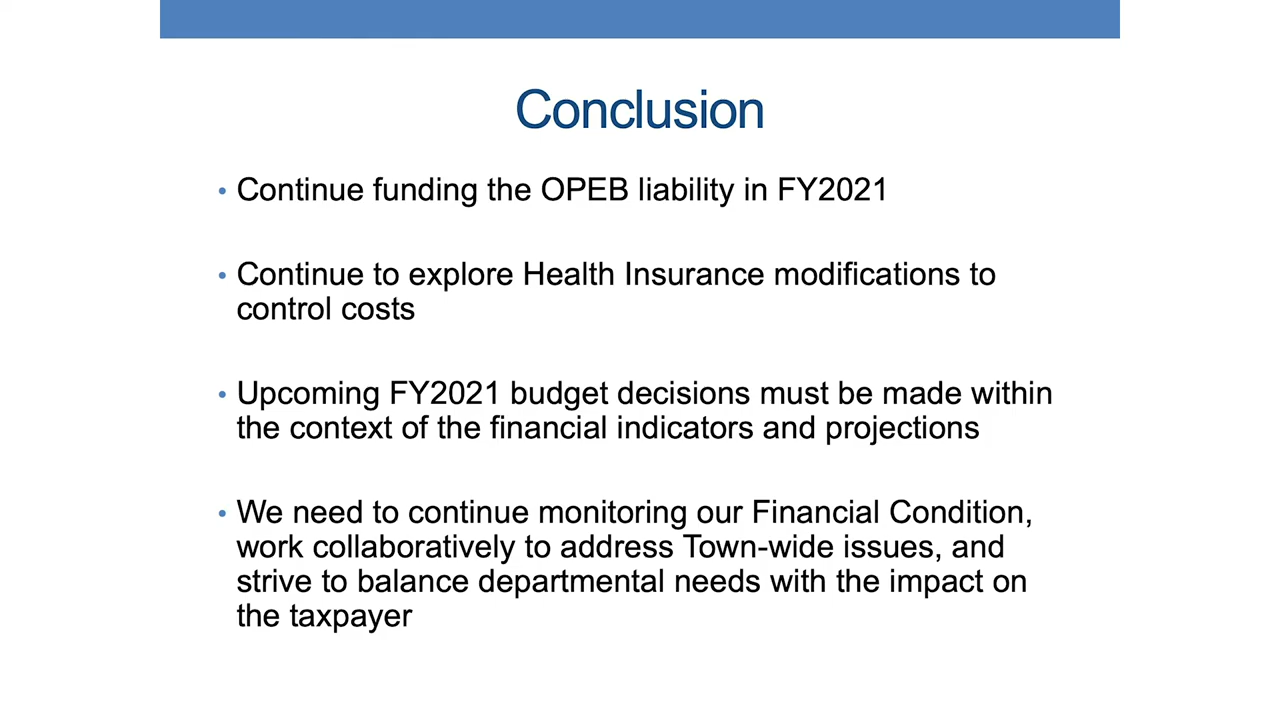 Conclusion
• Continue funding the OPEB liability in FY2021
• Continue to explore Health Insurance modifications to
control costs
• Upcoming FY2021 budget decisions must be made within
the context of the financial indicators and projections
• We need to continue monitoring our Financial Condition,
work collaboratively to address Town-wide issues, and
strive to balance departmental needs with the impact on
the taxpayer